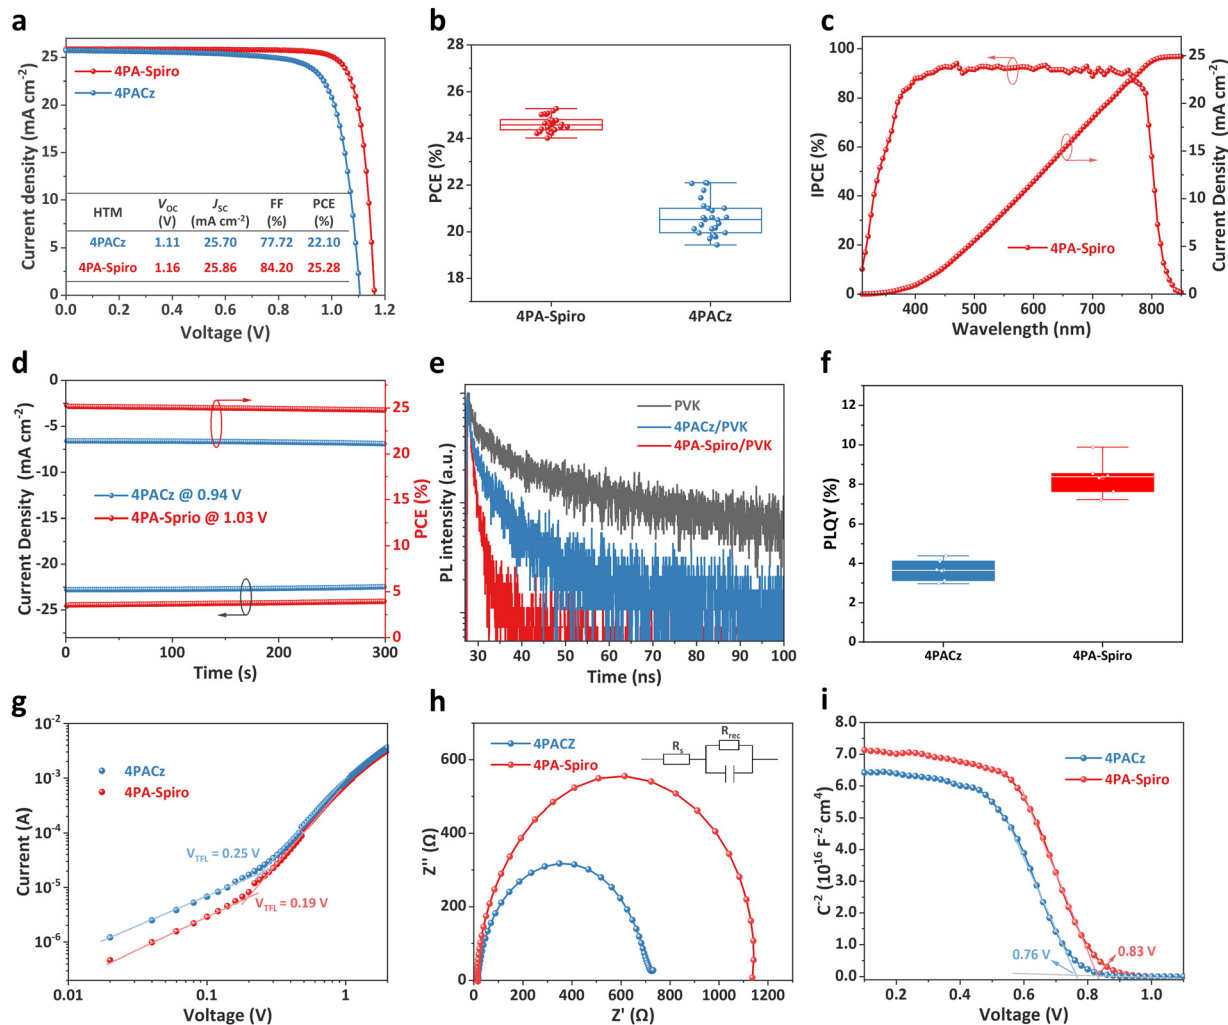 a
Current density (mA cm⁻²)
30
25
20
15
10
5
0
4PA-Spiro
4PACz
HTM
V_OC (V)
J_SC (mA cm⁻²)
FF (%)
PCE (%)
4PACz 1.11 25.70 77.72 22.10
4PA-Spiro 1.16 25.86 84.20 25.28
0.0 0.2 0.4 0.6 0.8 1.0 1.2
Voltage (V)
b
PCE (%)
28
26
24
22
20
18
4PA-Spiro 4PACz
c
IPCE (%)
100
80
60
40
20
0
4PA-Spiro
25
20
15
10
5
0
Current Density (mA cm⁻²)
400 500 600 700 800
Wavelength (nm)
d
Current Density (mA cm⁻²)
0
-5
-10
-15
-20
-25
4PACz @ 0.94 V
4PA-Sprio @ 1.03 V
25
20
15
10
5
0
PCE (%)
0 100 200 300
Time (s)
e
PL intensity (a.u.)
PVK
4PACz/PVK
4PA-Spiro/PVK
30 40 50 60 70 80 90 100
Time (ns)
f
PLQY (%)
12
10
8
6
4
2
0
4PACz 4PA-Spiro
g
Current (A)
10⁻²
10⁻³
10⁻⁴
10⁻⁵
10⁻⁶
4PACz
4PA-Spiro
V_TFL = 0.25 V
V_TFL = 0.19 V
0.01 0.1 1
Voltage (V)
h
Z'' (Ω)
600
400
200
0
4PACZ
4PA-Spiro
R_s
R_rec
0 200 400 600 800 1000 1200
Z' (Ω)
i
C⁻² (10¹⁶ F⁻² cm⁴)
8.0
7.0
6.0
5.0
4.0
3.0
2.0
1.0
0.0
4PACz
4PA-Spiro
0.76 V
0.83 V
0.2 0.4 0.6 0.8 1.0
Voltage (V)